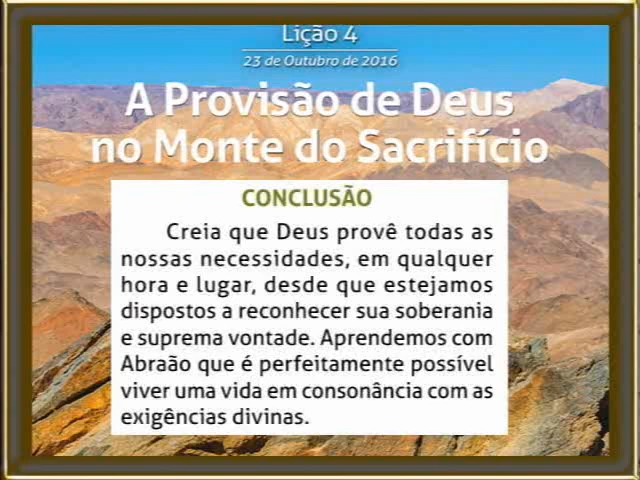 Lição 4
23 de Outubro de 2016
A Provisão de Deus
no Monte do Sacrifício
CONCLUSÃO
Creia que Deus provê todas as
nossas necessidades, em qualquer
hora e lugar, desde que estejamos
dispostos a reconhecer sua soberania
e suprema vontade. Aprendemos com
Abraão que é perfeitamente possível
viver uma vida em consonância com as
exigências divinas.